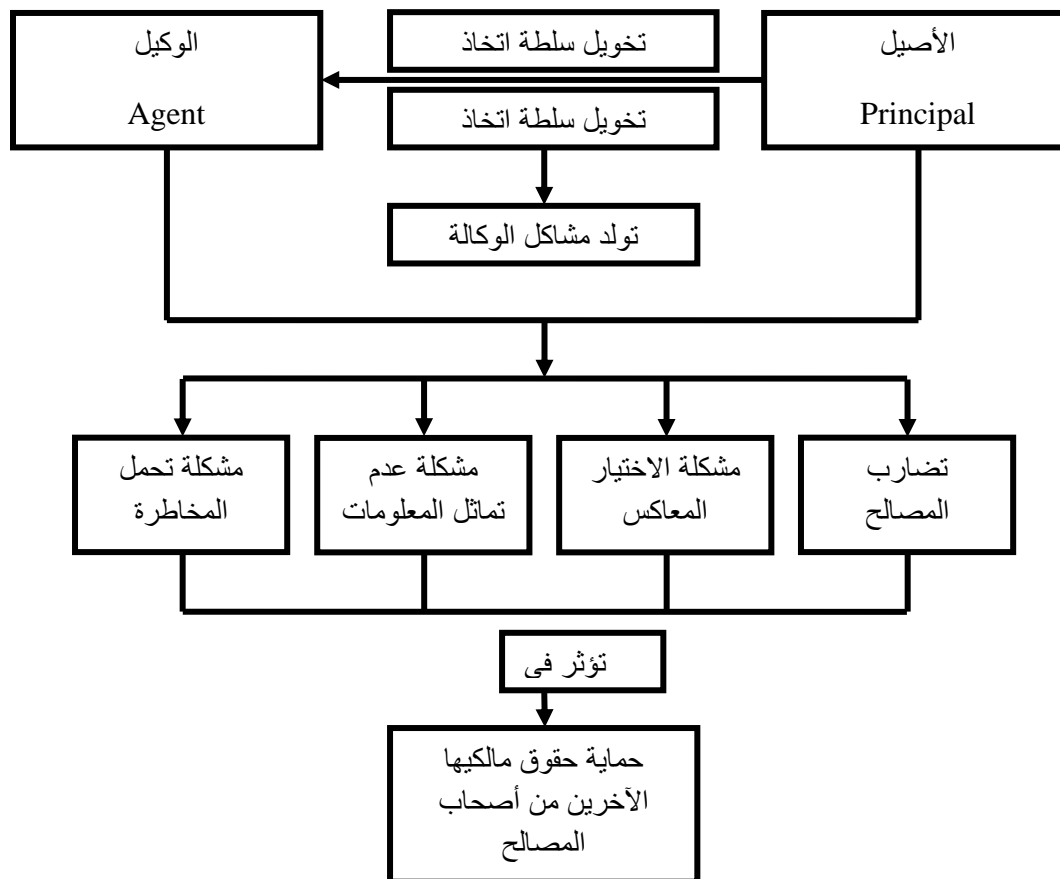 الأصيل
Principal
تخويل سلطة اتخاذ
الوكيل
Agent
تخويل سلطة اتخاذ
تولد مشاكل الوكالة
تضارب
المصالح
مشكلة الاختيار
المعاكس
مشكلة عدم
تماثل المعلومات
مشكلة تحمل
المخاطرة
تؤثر في
حماية حقوق مالكيها
الآخرين من أصحاب
المصالح